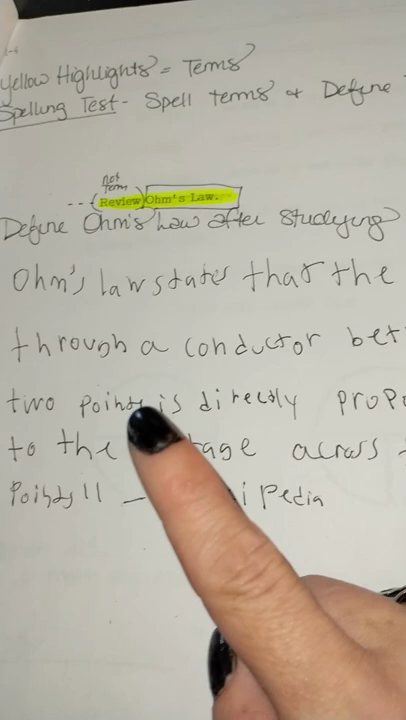 Yellow Highlights = Terms
Spelling Test - Spell terms & Define
not
term
Review Ohm's Law.
Define Ohm's Law after studying
Ohm's law states that the
through a conductor bet
two points is directly prop
to the age across
ipedia